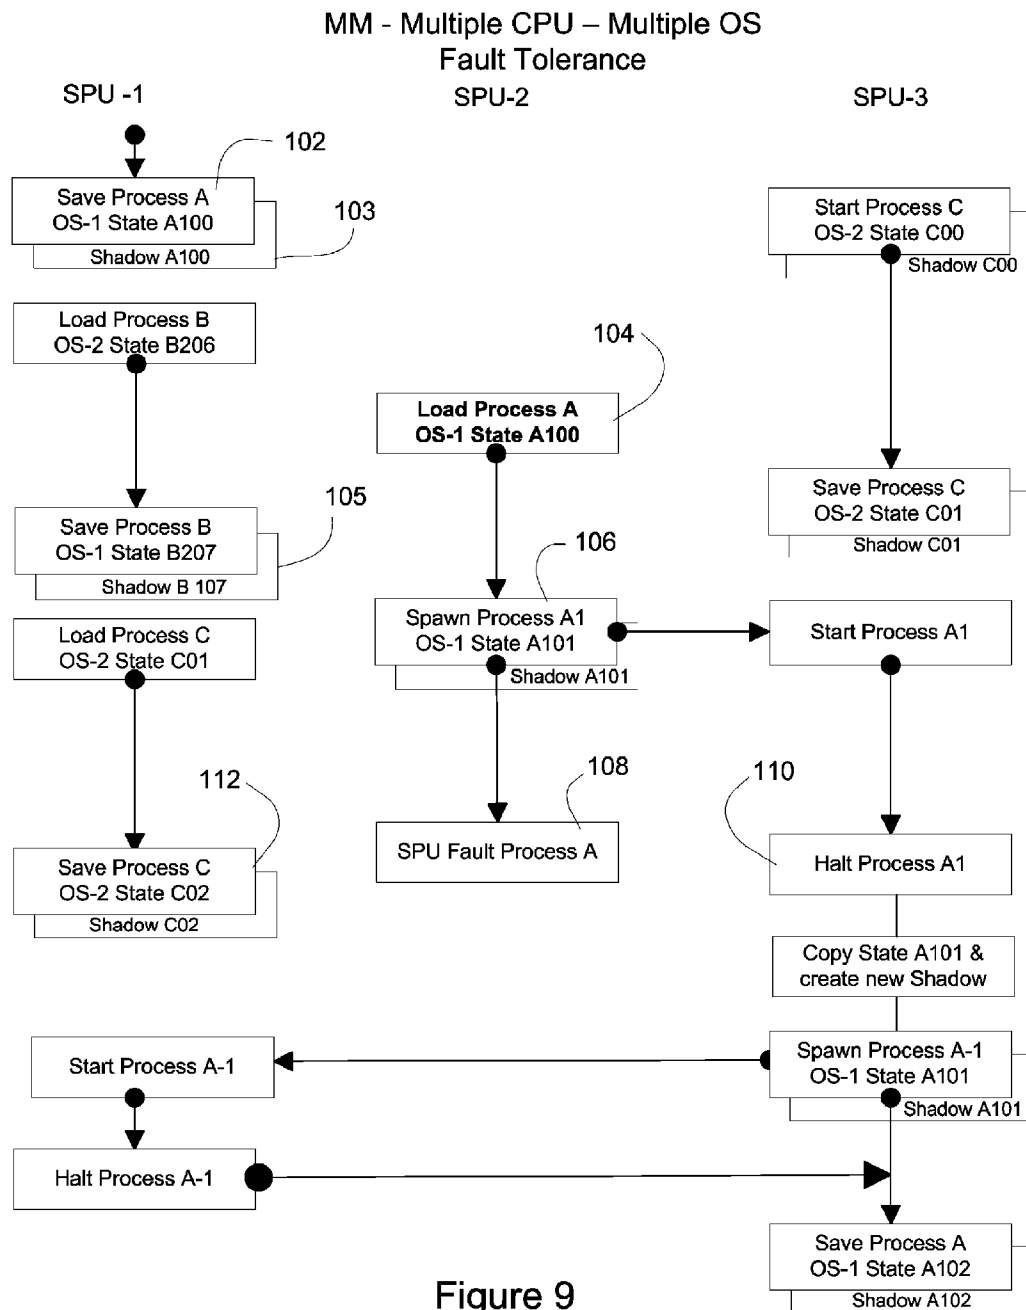 MM - Multiple CPU – Multiple OS
Fault Tolerance
SPU -1
SPU-2
SPU-3
102
Save Process A
OS-1 State A100
Shadow A100
103
Start Process C
OS-2 State C00
Shadow C00
Load Process B
OS-2 State B206
104
Load Process A
OS-1 State A100
Save Process C
OS-2 State C01
Shadow C01
105
Save Process B
OS-1 State B207
Shadow B 107
106
Spawn Process A1
OS-1 State A101
Shadow A101
Start Process A1
Load Process C
OS-2 State C01
112
108
110
Save Process C
OS-2 State C02
Shadow C02
SPU Fault Process A
Halt Process A1
Copy State A101 &
create new Shadow
Start Process A-1
Spawn Process A-1
OS-1 State A101
Shadow A101
Halt Process A-1
Save Process A
OS-1 State A102
Shadow A102
Figure 9